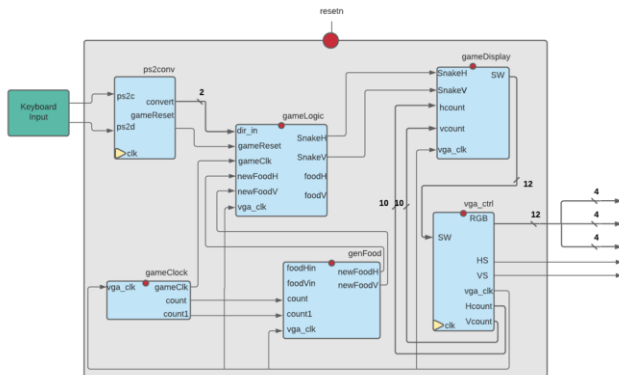 resetn
Keyboard
Input
ps2conv
ps2c
convert
gameReset
ps2d
clk
2
gameLogic
dir_in
gameReset
SnakeH
gameClk
SnakeV
newFoodH
foodH
newFoodV
foodV
vga_clk
gameDisplay
SnakeH
SW
SnakeV
hcount
vcount
vga_clk
12
10
10
gameClock
vga_clk
gameClk
count
count1
genFood
foodHin
newFoodH
foodVin
newFoodV
count
count1
vga_clk
vga_ctrl
RGB
SW
HS
VS
vga_clk
Hcount
Vcount
clk
12
4
4
4